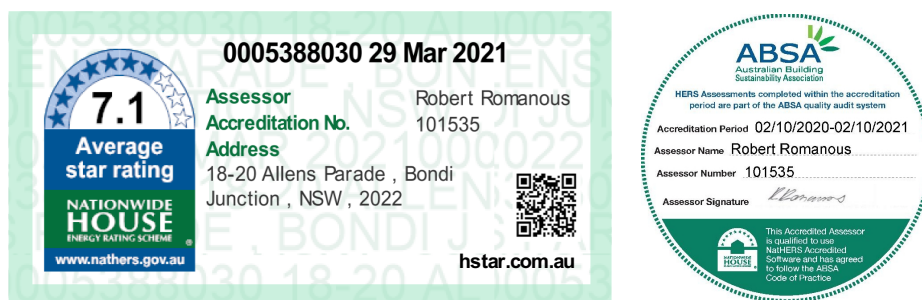 0005388030 29 Mar 2021
7.1
Average
star rating
NATIONWIDE
HOUSE
ENERGY RATING SCHEME
®
www.nathers.gov.au
Assessor Robert Romanous
Accreditation No. 101535
Address
18-20 Allens Parade , Bondi
Junction , NSW , 2022
hstar.com.au
ABSA
Australian Building
Sustainability Association
HERS Assessments completed within the accreditation
period are part of the ABSA quality audit system
Accreditation Period 02/10/2020-02/10/2021
Assessor Name Robert Romanous
Assessor Number 101535
Assessor Signature RRomanous
NATIONWIDE
HOUSE
This Accredited Assessor
is qualified to use
NatHERS Accredited
Software and has agreed
to follow the ABSA
Code of Practice